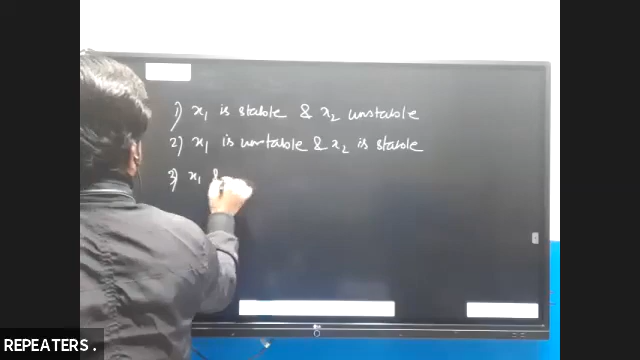 1) x₁ is stable & x₂ unstable
2) x₁ is unstable & x₂ is stable
3) x₁ &
REPEATERS .